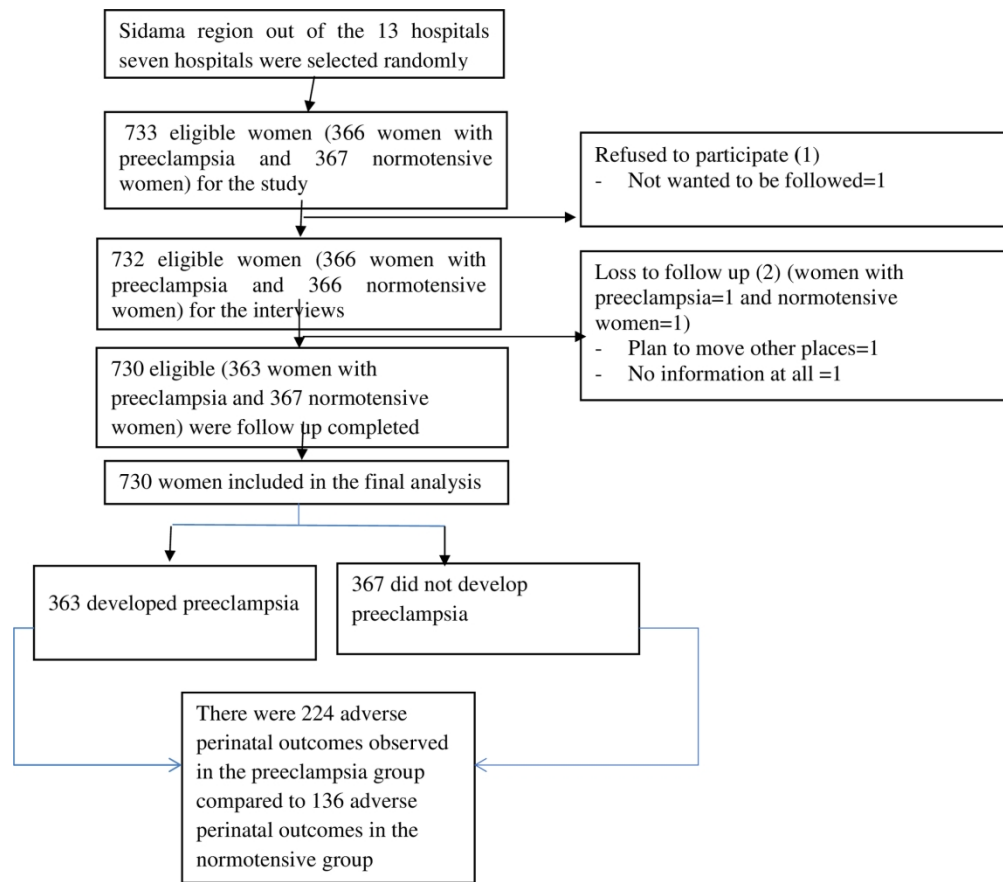 Sidama region out of the 13 hospitals
seven hospitals were selected randomly
733 eligible women (366 women with
preeclampsia and 367 normotensive
women) for the study
Refused to participate (1)
- Not wanted to be followed=1
732 eligible women (366 women with
preeclampsia and 366 normotensive
women) for the interviews
Loss to follow up (2) (women with
preeclampsia=1 and normotensive
women=1)
- Plan to move other places=1
- No information at all =1
730 eligible (363 women with
preeclampsia and 367 normotensive
women) were follow up completed
730 women included in the final analysis
363 developed preeclampsia
367 did not develop
preeclampsia
There were 224 adverse
perinatal outcomes observed
in the preeclampsia group
compared to 136 adverse
perinatal outcomes in the
normotensive group